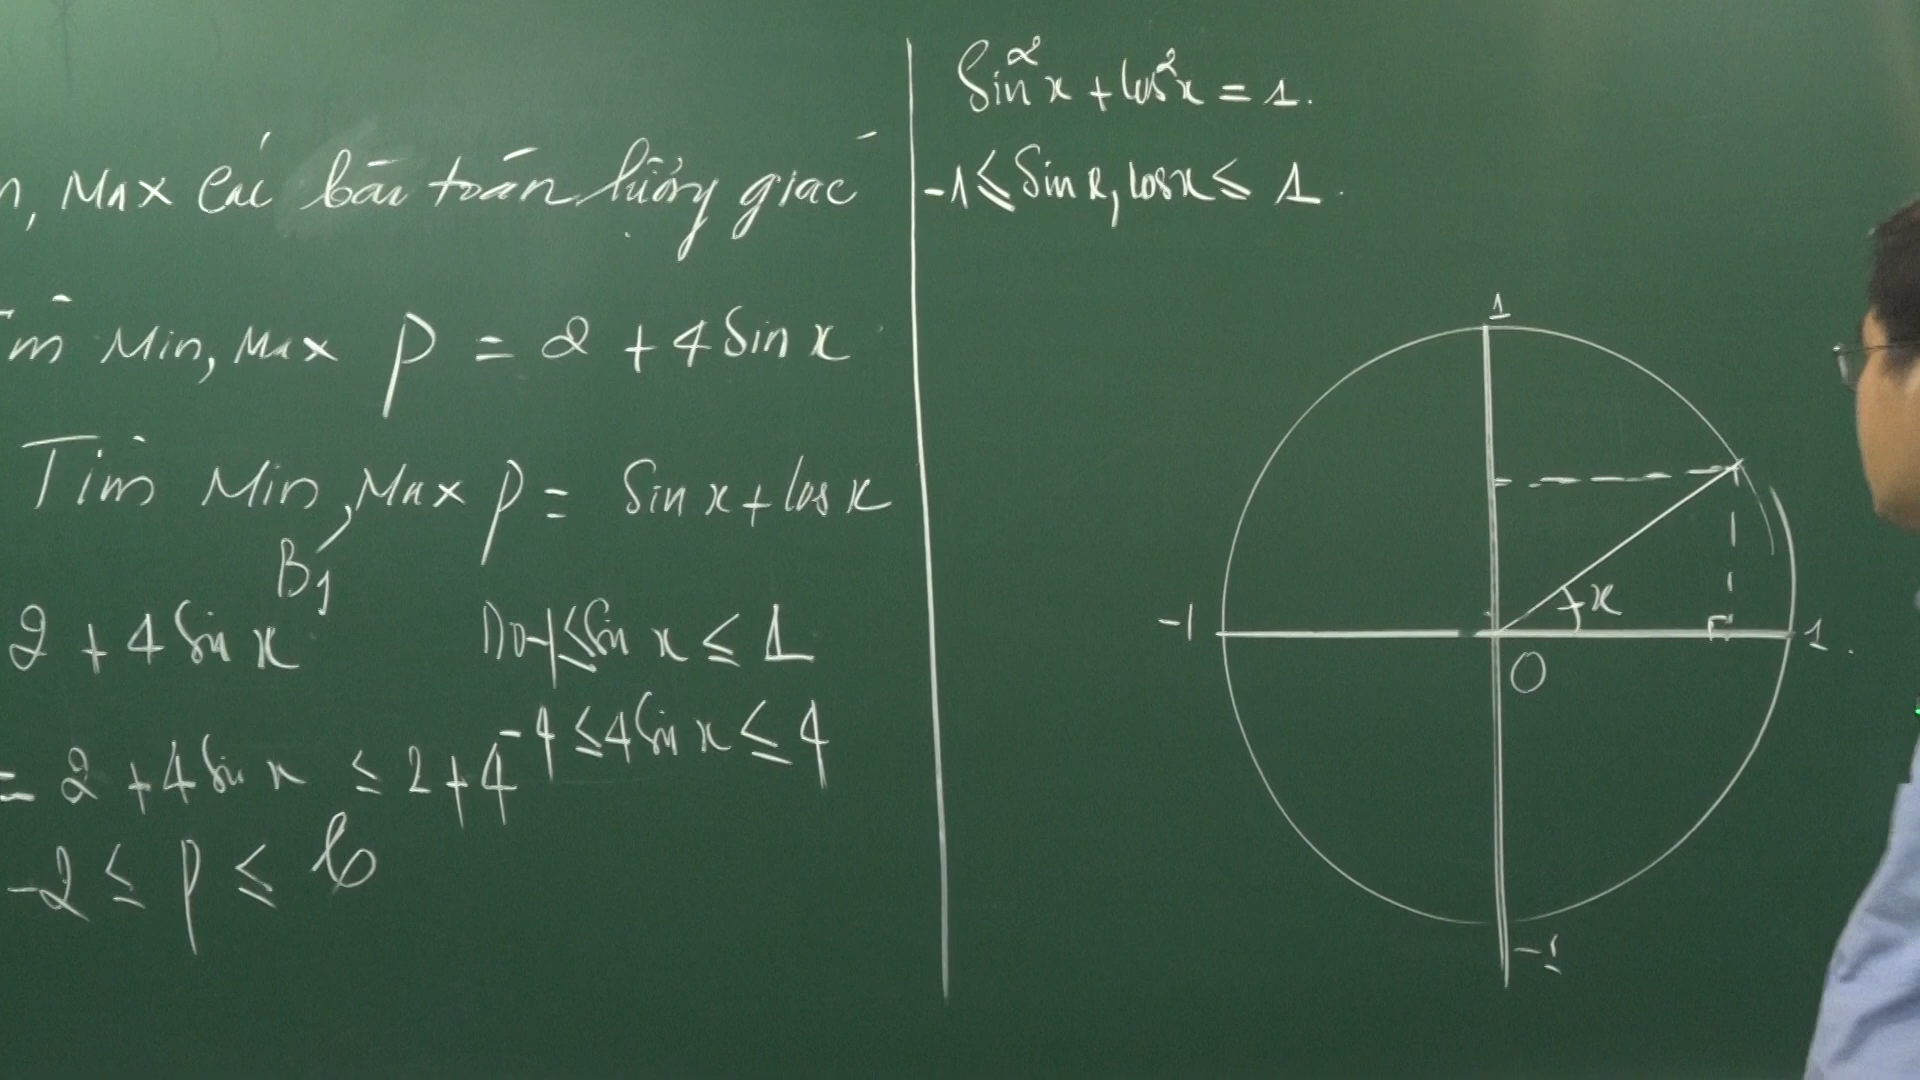 Max các bài toán lượng giác
Min, Max P = 2 + 4 Sin x
Tìm Min, Max P = Sin x + cos x
B1
2 + 4 Sin x
Do -1 ≤ Sin x ≤ 1
-4 ≤ 4 Sin x ≤ 4
= 2 + 4 Sin x ≤ 2 + 4
-2 ≤ P ≤ 6
Sin²x + cos²x = 1.
-1 ≤ Sin x, cos x ≤ 1.
1
x
-1
1.
O
-1